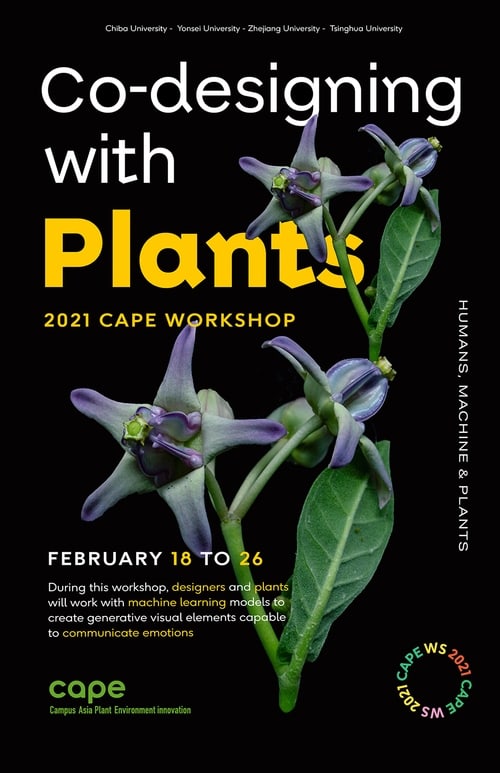 Chiba University - Yonsei University - Zhejiang University - Tsinghua University
Co-designing
with
Plants
2021 CAPE WORKSHOP
HUMANS, MACHINE & PLANTS
FEBRUARY 18 TO 26
During this workshop, designers and plants
will work with machine learning models to
create generative visual elements capable
to communicate emotions
cape
Campus Asia Plant Environment innovation
CAPE WS 2021 CAPE WS 2021